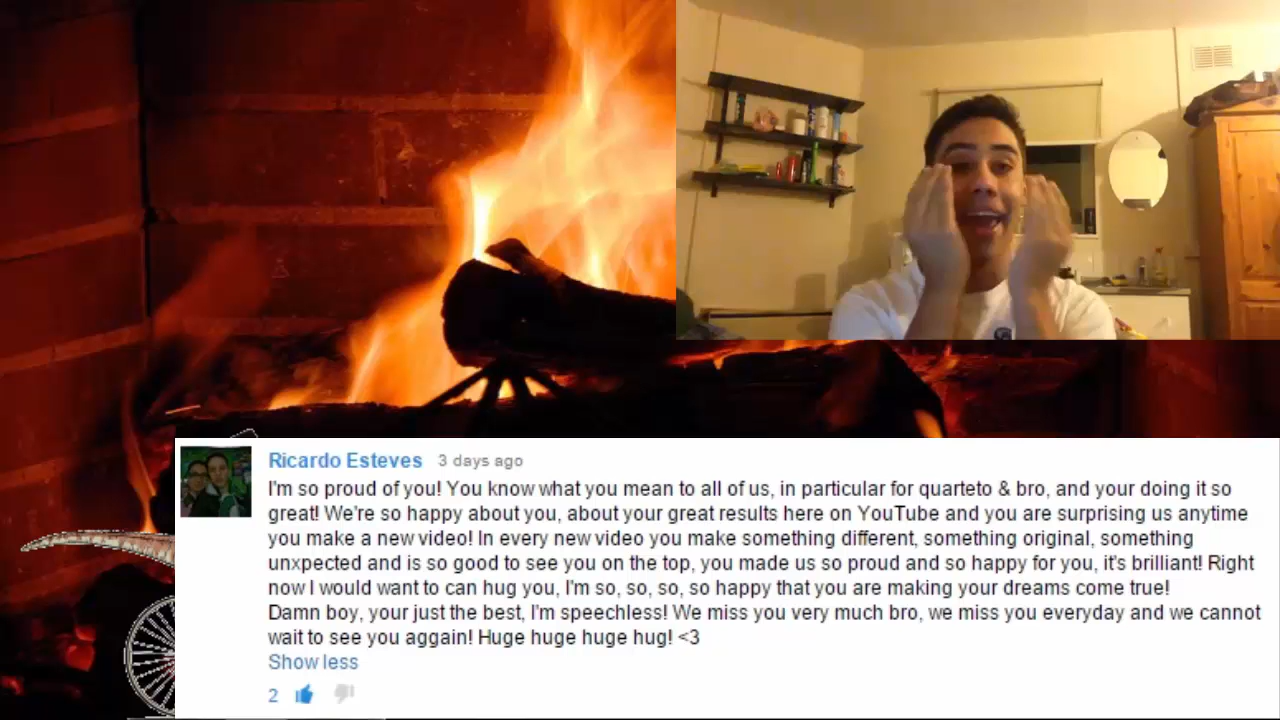 Ricardo Esteves 3 days ago
I'm so proud of you! You know what you mean to all of us, in particular for quarteto & bro, and your doing it so
great! We're so happy about you, about your great results here on YouTube and you are surprising us anytime
you make a new video! In every new video you make something different, something original, something
unxpected and is so good to see you on the top, you made us so proud and so happy for you, it's brilliant! Right
now I would want to can hug you, I'm so, so, so, so happy that you are making your dreams come true!
Damn boy, your just the best, I'm speechless! We miss you very much bro, we miss you everyday and we cannot
wait to see you aggain! Huge huge huge hug! <3
Show less
2